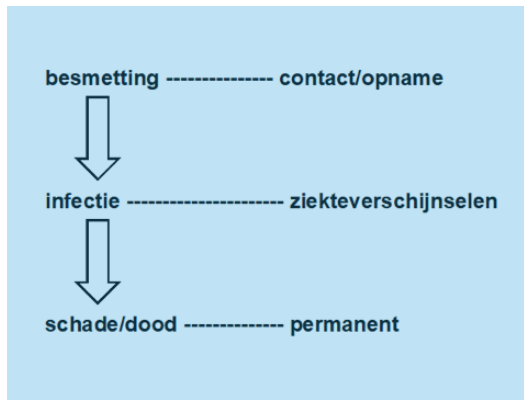 besmetting --------------- contact/opname
infectie ---------------------- ziekteverschijnselen
schade/dood -------------- permanent